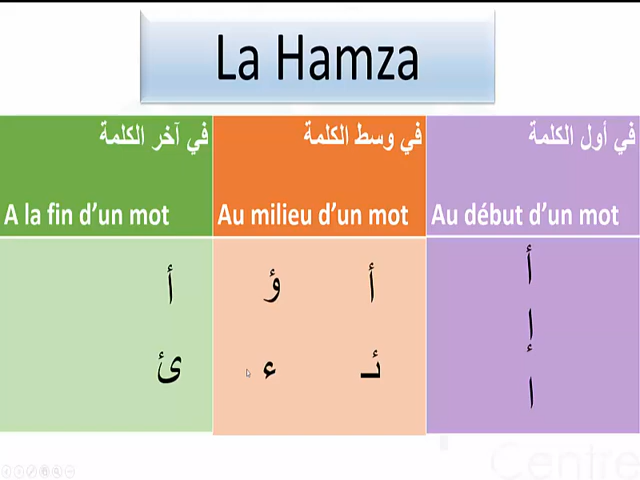 La Hamza
في أول الكلمة
Au début d'un mot
أ
إ
ا
في وسط الكلمة
Au milieu d'un mot
أ ؤ
ئـ ء
في آخر الكلمة
A la fin d'un mot
أ
ئ
Centre